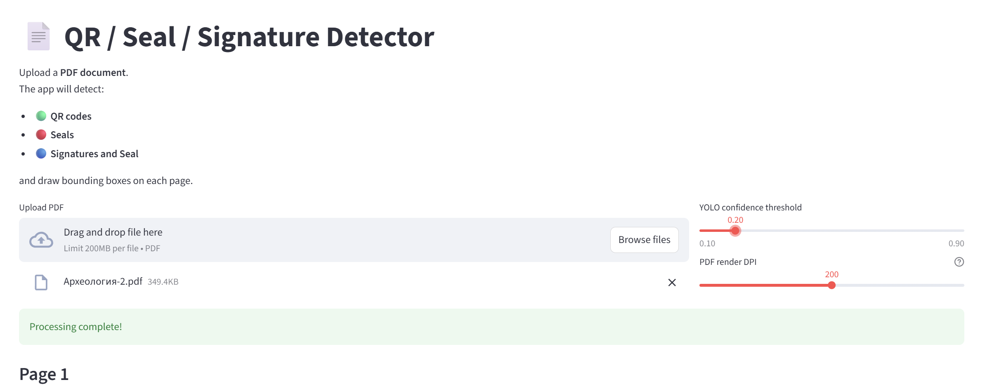 QR / Seal / Signature Detector
Upload a PDF document.
The app will detect:
QR codes
Seals
Signatures and Seal
and draw bounding boxes on each page.
Upload PDF
Drag and drop file here
Limit 200MB per file • PDF
Browse files
Археология-2.pdf 349.4KB
YOLO confidence threshold
0.20
0.10 0.90
PDF render DPI
200
Processing complete!
Page 1